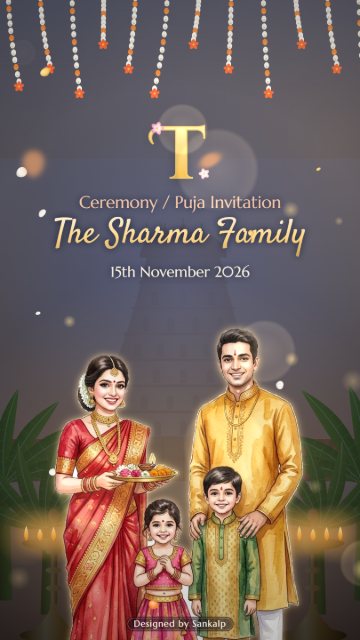 T
Ceremony / Puja Invitation
The Sharma Family
15th November 2026
Designed by Sankalp